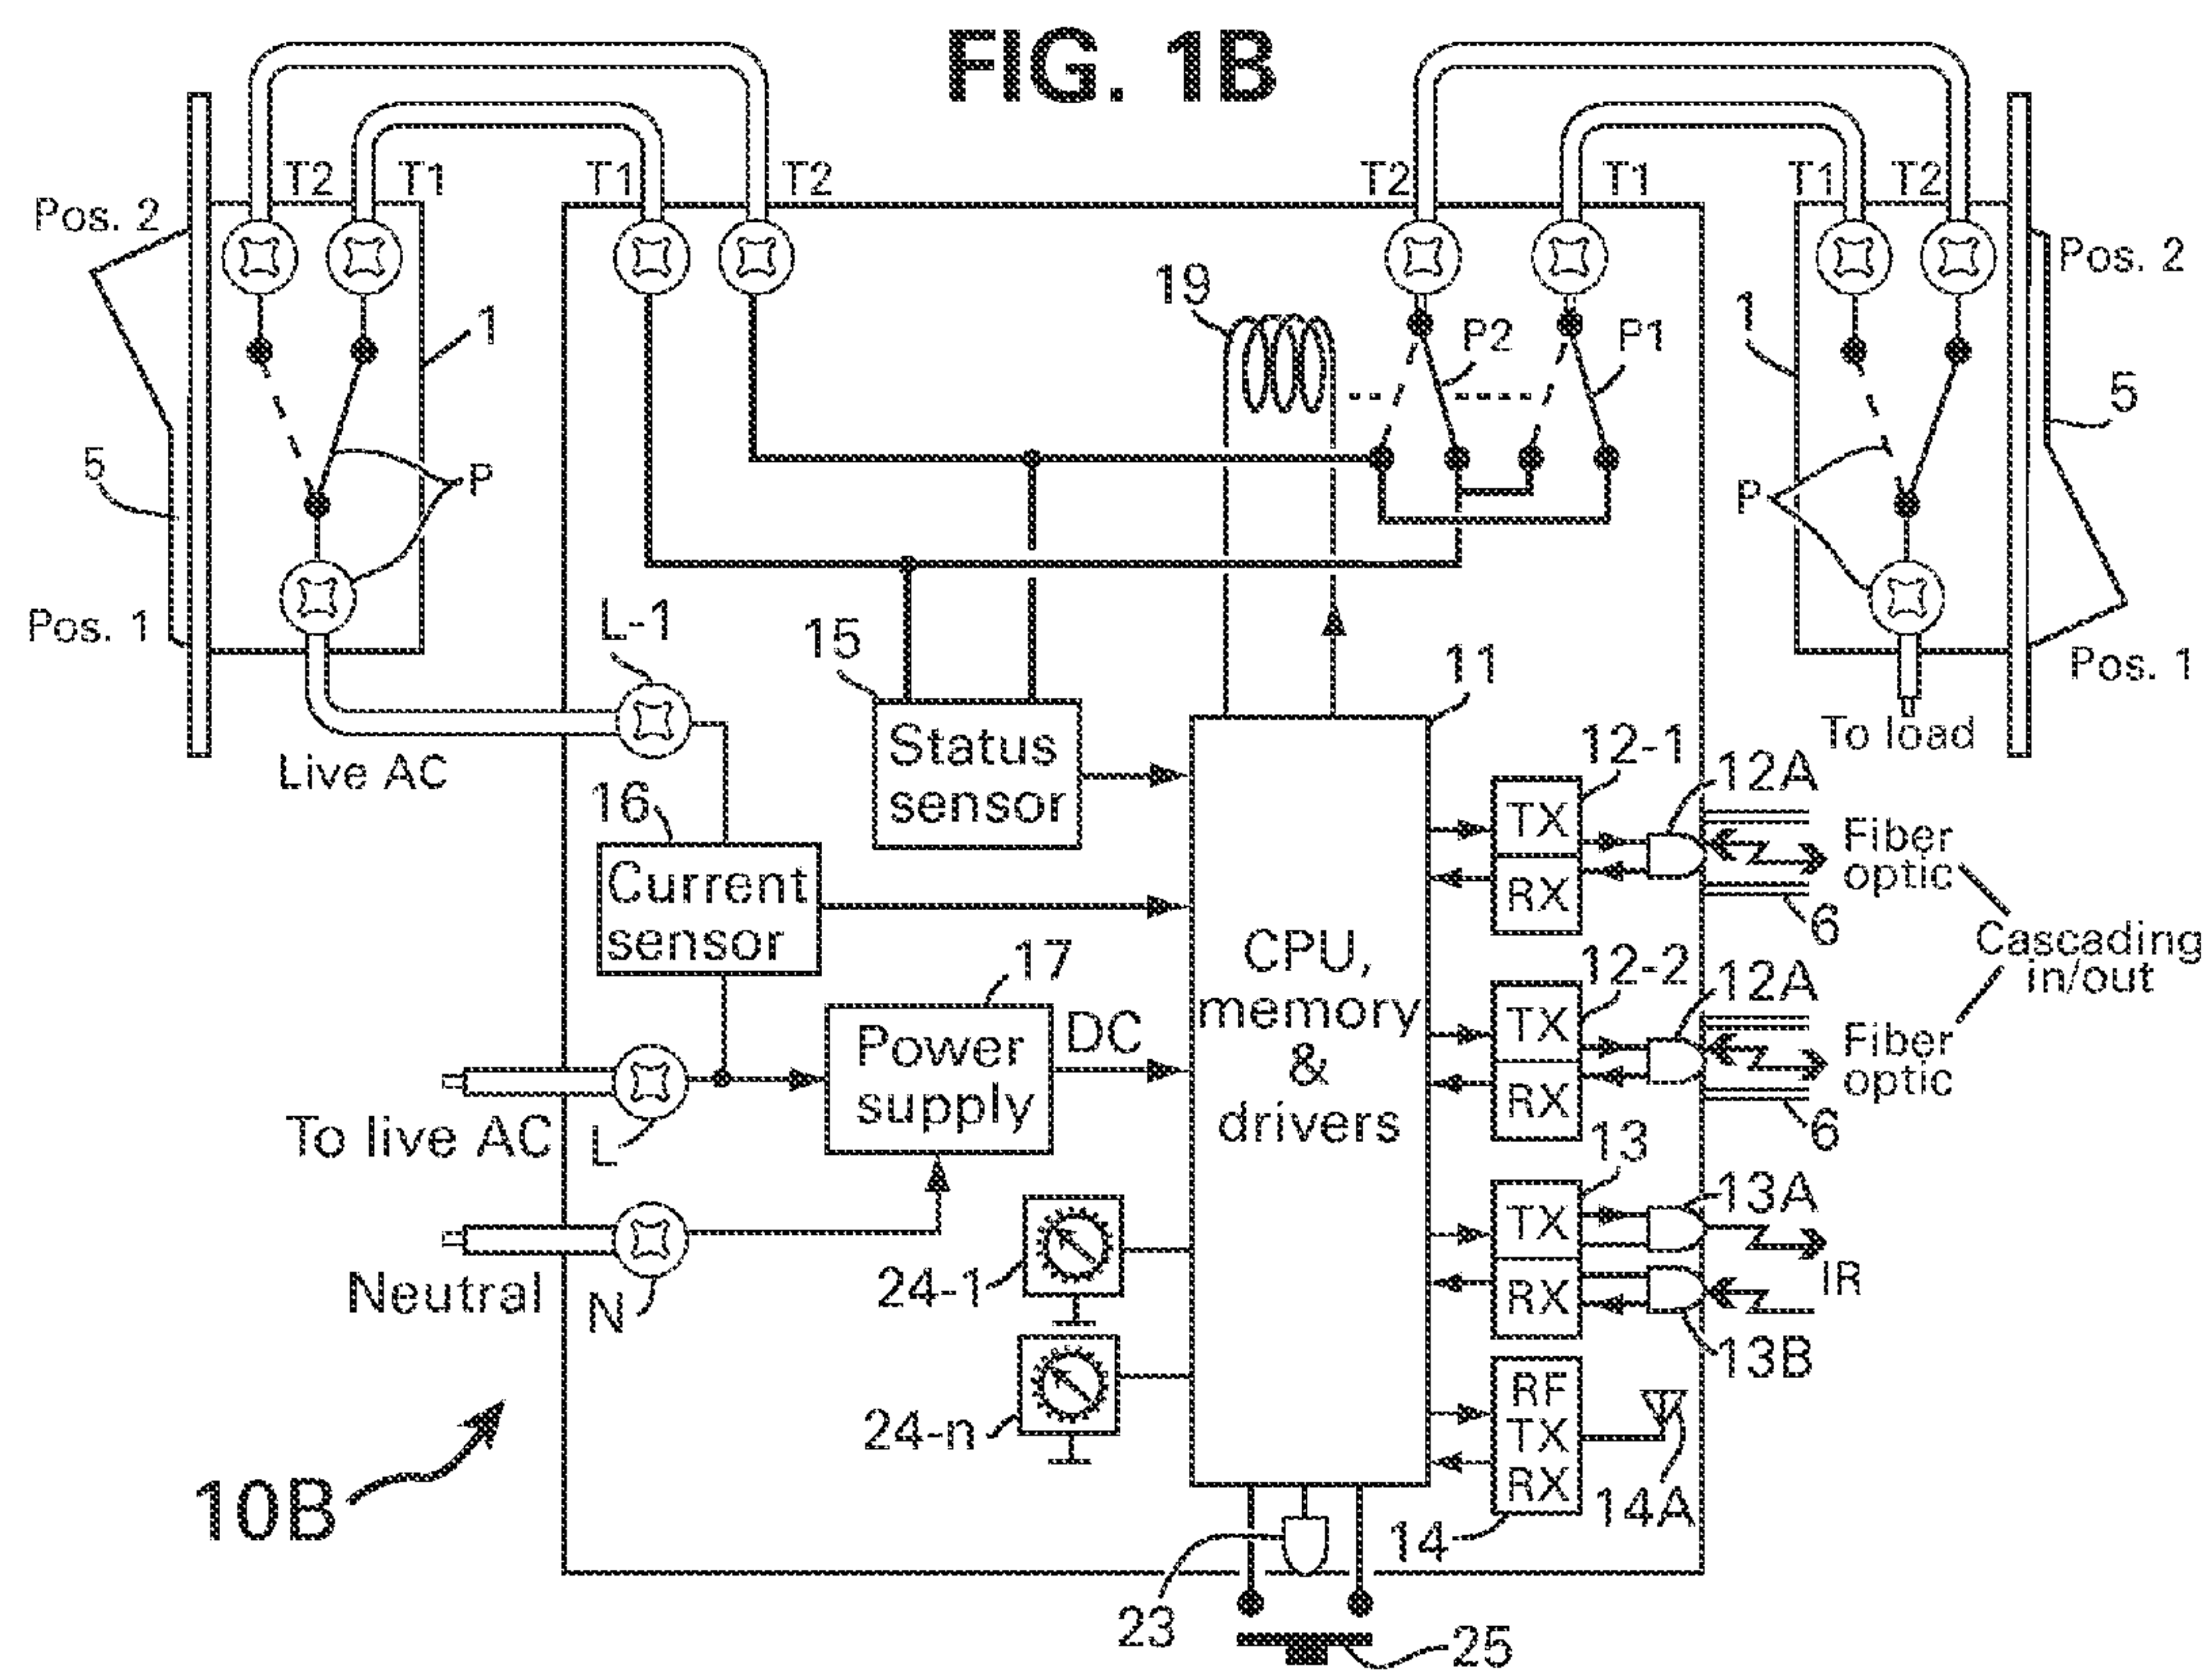 FIG. 1B
T2 T1 T1 T2 T2 T1 T1 T2
Pos. 2
Pos. 2
19
P2
P1
1
1
5
5
P
P
Pos. 1
L-1
15
11
Pos. 1
To load
Live AC
Status
sensor
12-1
12A
16
TX
RX
Fiber
optic
6
Current
sensor
CPU,
memory
&
drivers
Cascading
in/out
17
12-2
12A
DC
Power
supply
TX
RX
Fiber
optic
6
To live AC
L
13
13A
TX
RX
IR
13B
Neutral
N
24-1
24-n
RF
TX
RX
14A
14
10B
23
25